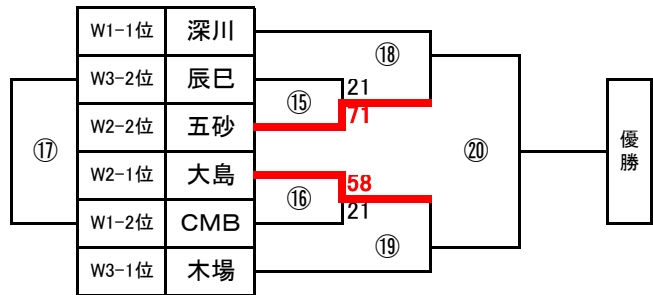 W1-1位 深川
⑱
W3-2位 辰巳
21
⑮
優勝
W2-2位 五砂
71
⑰
⑳
W2-1位 大島
58
⑯
W1-2位 CMB
21
⑲
W3-1位 木場